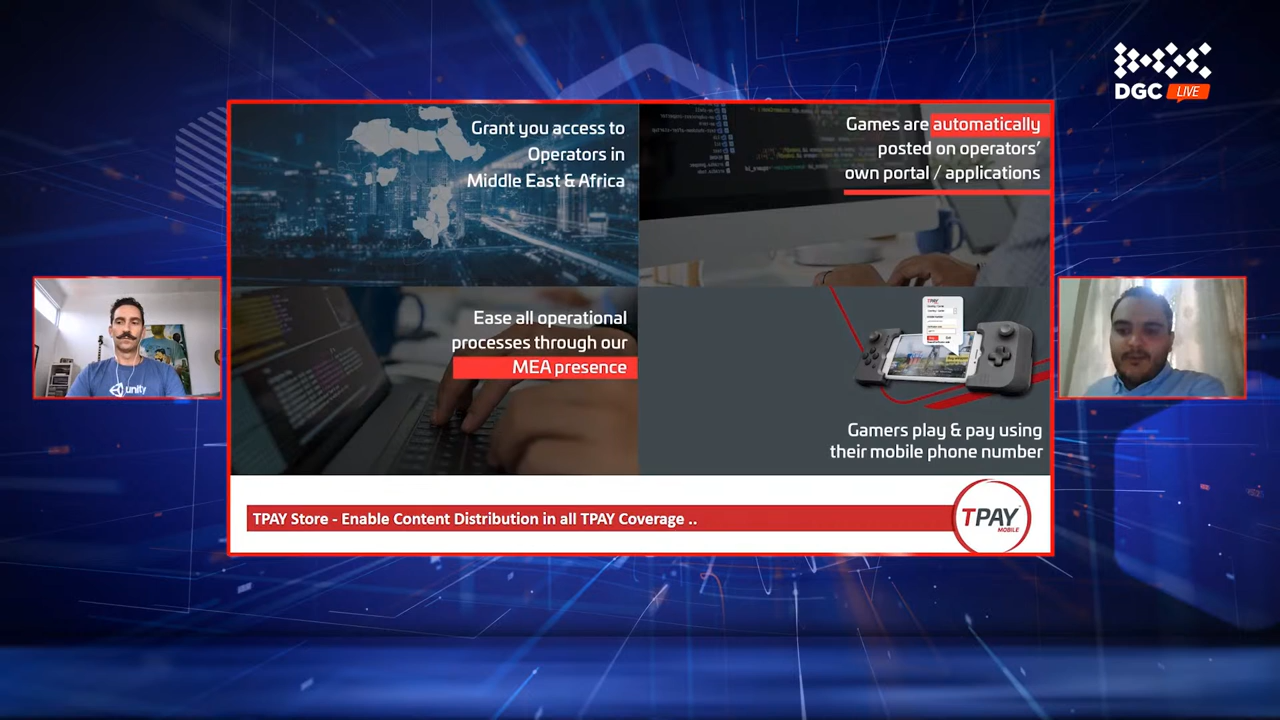 DGC LIVE
Grant you access to
Operators in
Middle East & Africa
Games are automatically
posted on operators'
own portal / applications
Ease all operational
processes through our
MEA presence
TPAY
Gamers play & pay using
their mobile phone number
unity
TPAY Store - Enable Content Distribution in all TPAY Coverage ..
TPAY
MOBILE